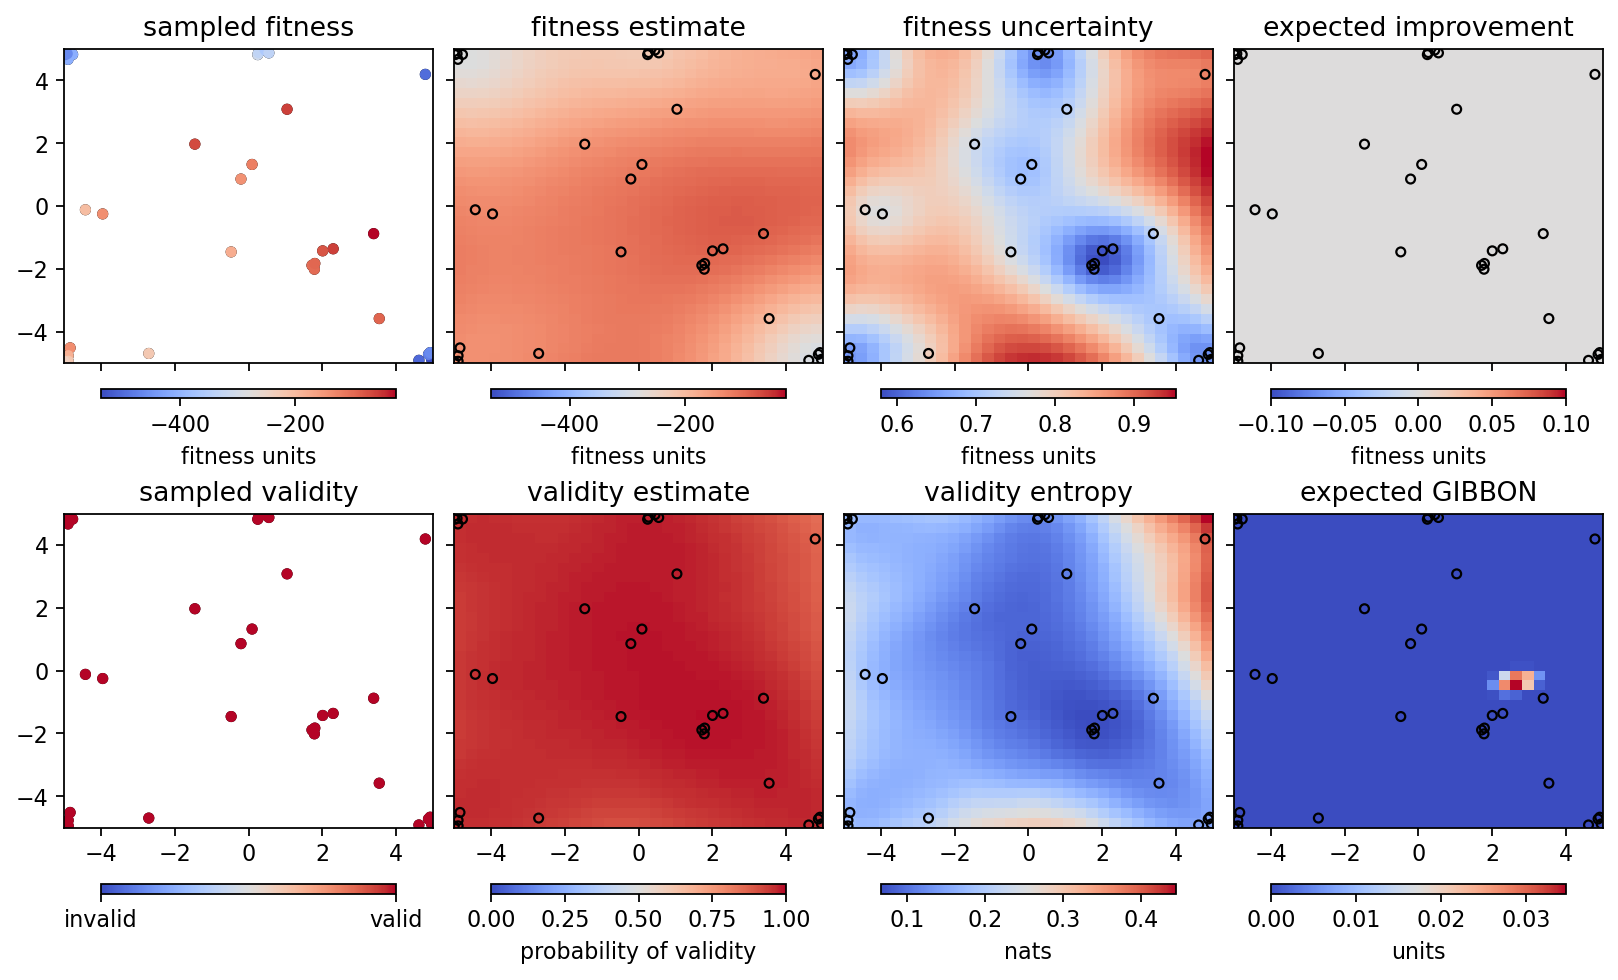 sampled fitness
fitness estimate
fitness uncertainty
expected improvement
4
2
0
−2
−4
−400 −200
−400 −200
0.6 0.7 0.8 0.9
−0.10 −0.05 0.00 0.05 0.10
fitness units
fitness units
fitness units
fitness units
sampled validity
validity estimate
validity entropy
expected GIBBON
4
2
0
−2
−4
−4 −2 0 2 4
−4 −2 0 2 4
−4 −2 0 2 4
−4 −2 0 2 4
invalid valid
0.00 0.25 0.50 0.75 1.00
0.1 0.2 0.3 0.4
0.00 0.01 0.02 0.03
probability of validity
nats
units